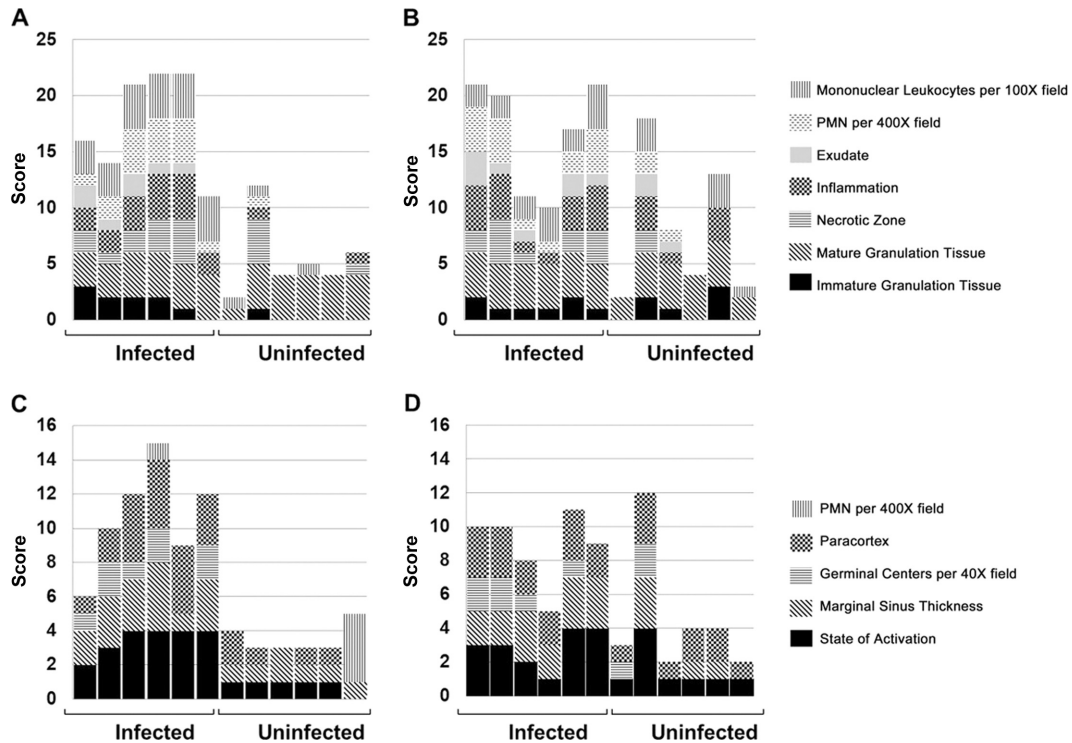 A
B
25
20
15
10
5
0
Score
Infected
Uninfected
25
20
15
10
5
0
Score
Infected
Uninfected
Mononuclear Leukocytes per 100X field
PMN per 400X field
Exudate
Inflammation
Necrotic Zone
Mature Granulation Tissue
Immature Granulation Tissue
C
D
16
14
12
10
8
6
4
2
0
Score
Infected
Uninfected
16
14
12
10
8
6
4
2
0
Score
Infected
Uninfected
PMN per 400X field
Paracortex
Germinal Centers per 40X field
Marginal Sinus Thickness
State of Activation